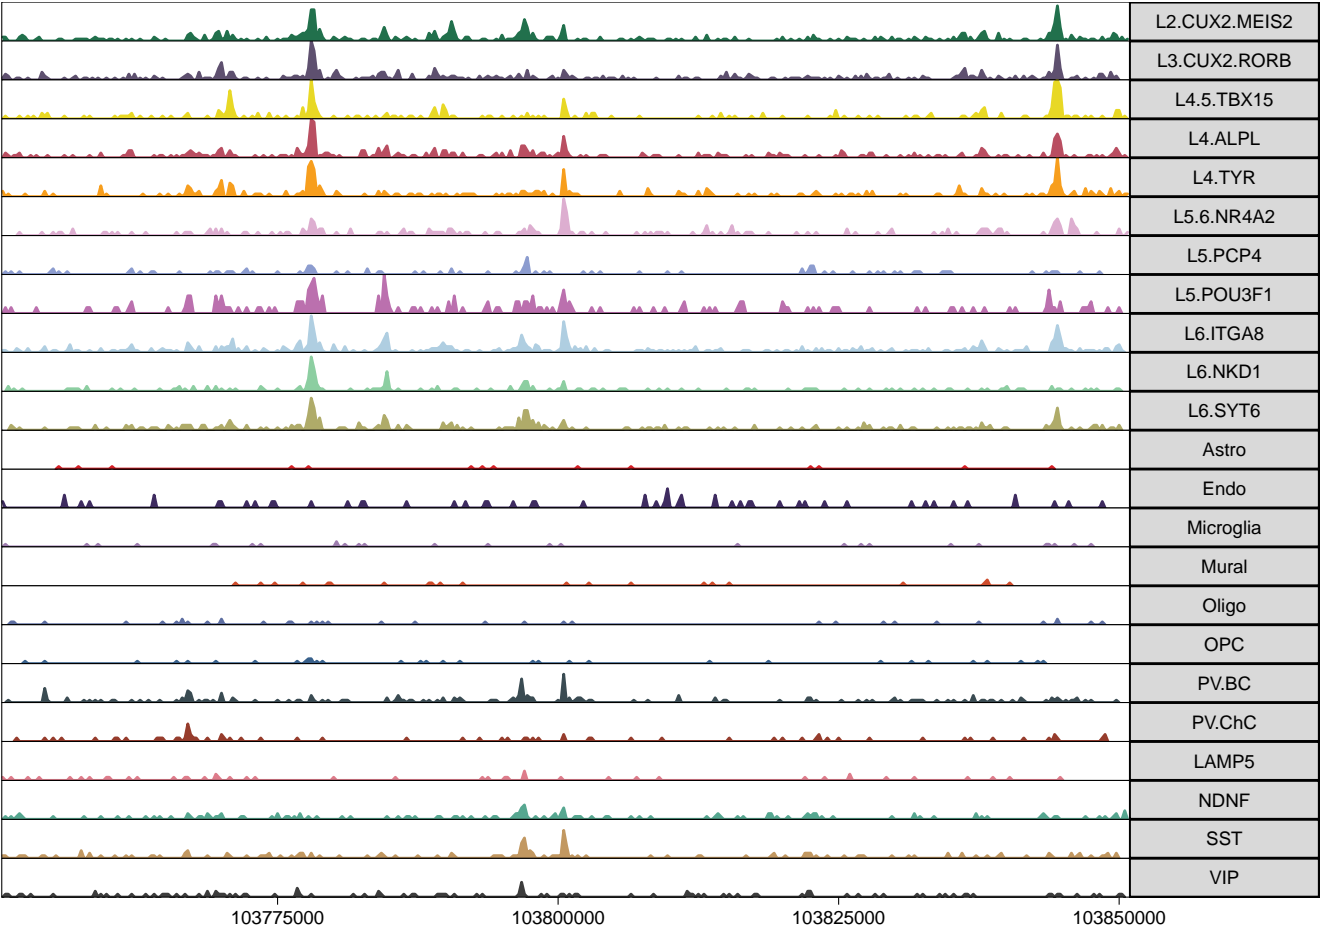 L2.CUX2.MEIS2
L3.CUX2.RORB
L4.5.TBX15
L4.ALPL
L4.TYR
L5.6.NR4A2
L5.PCP4
L5.POU3F1
L6.ITGA8
L6.NKD1
L6.SYT6
Astro
Endo
Microglia
Mural
Oligo
OPC
PV.BC
PV.ChC
LAMP5
NDNF
SST
VIP
103775000 103800000 103825000 103850000